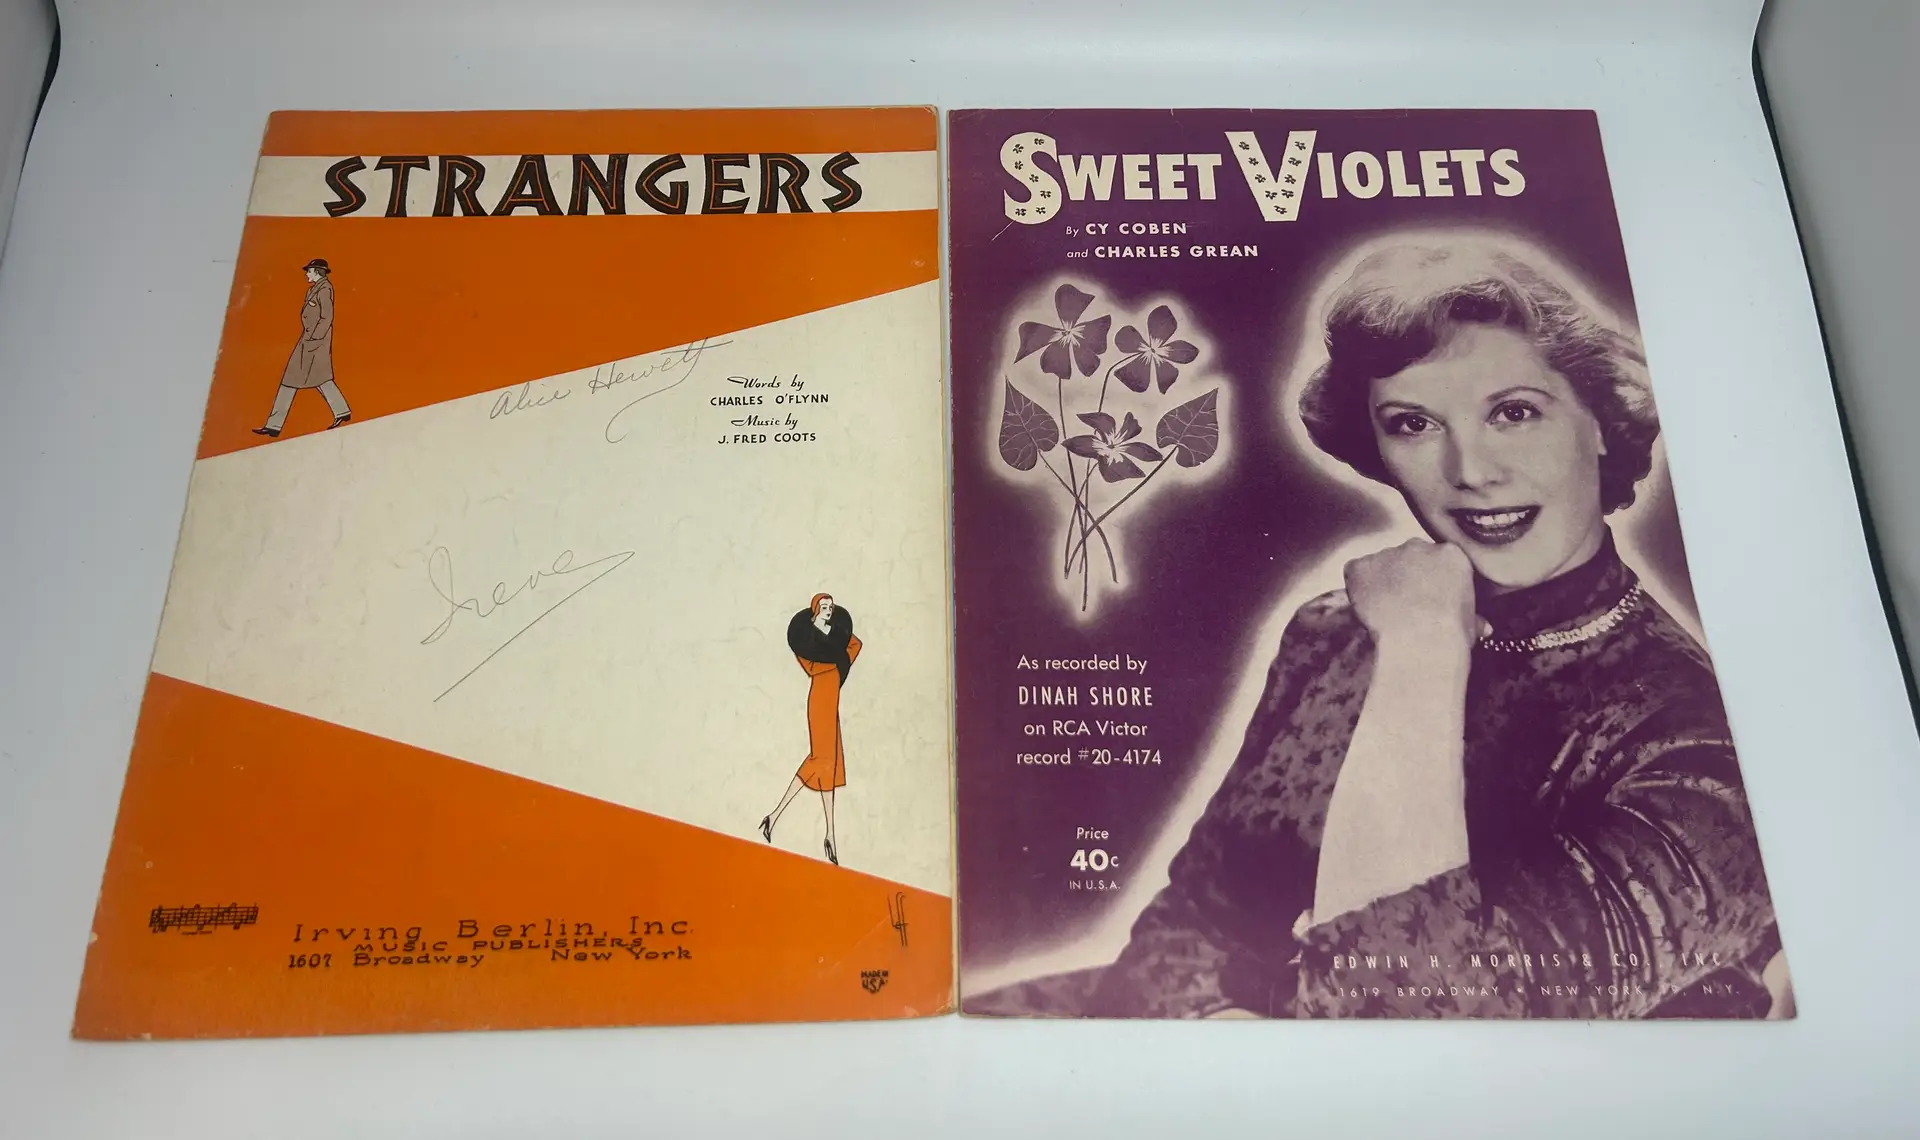 STRANGERS
Alice Hewett
Words by
CHARLES O'FLYNN
Music by
J. FRED COOTS
Irene
Irving Berlin, Inc.
MUSIC PUBLISHERS
1607 Broadway New York
MADE IN
U.S.A.
SWEET VIOLETS
By CY COBEN
and CHARLES GREAN
As recorded by
DINAH SHORE
on RCA Victor
record #20-4174
Price
40c
IN U.S.A.
EDWIN H. MORRIS & CO., INC.
1619 BROADWAY • NEW YORK 19, N.Y.